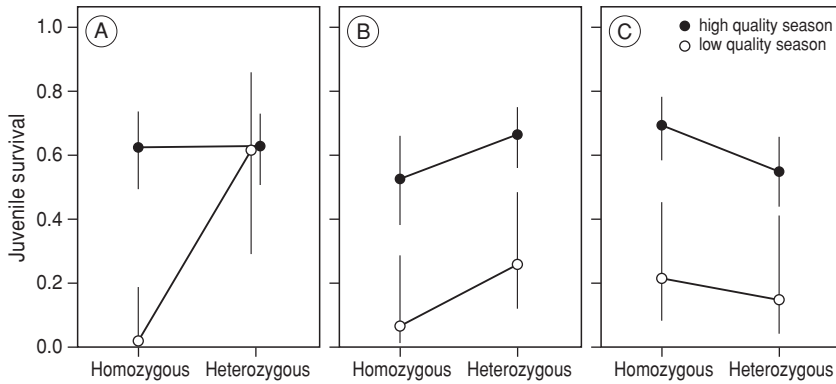 A
B
C
high quality season
low quality season
1.0
0.8
0.6
0.4
0.2
0.0
Juvenile survival
Homozygous Heterozygous
Homozygous Heterozygous
Homozygous Heterozygous